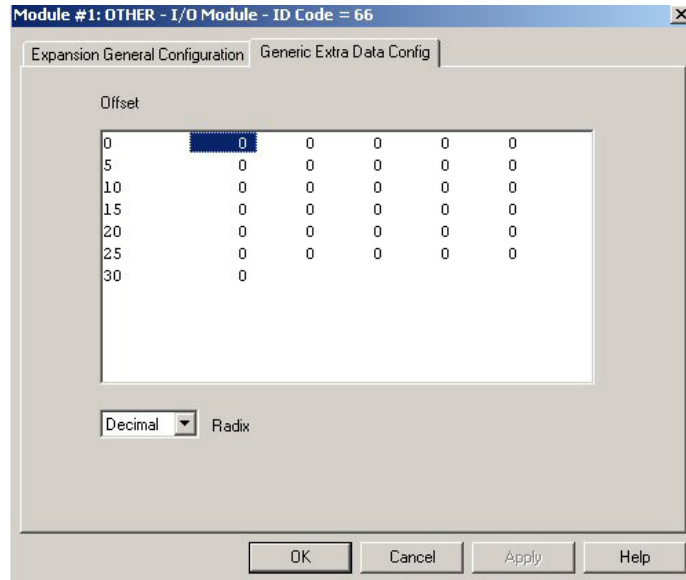 Module #1: OTHER - I/O Module - ID Code = 66
Expansion General Configuration Generic Extra Data Config
Offset
0 0 0 0 0 0
5 0 0 0 0 0
10 0 0 0 0 0
15 0 0 0 0 0
20 0 0 0 0 0
25 0 0 0 0 0
30 0
Decimal Radix
OK Cancel Apply Help